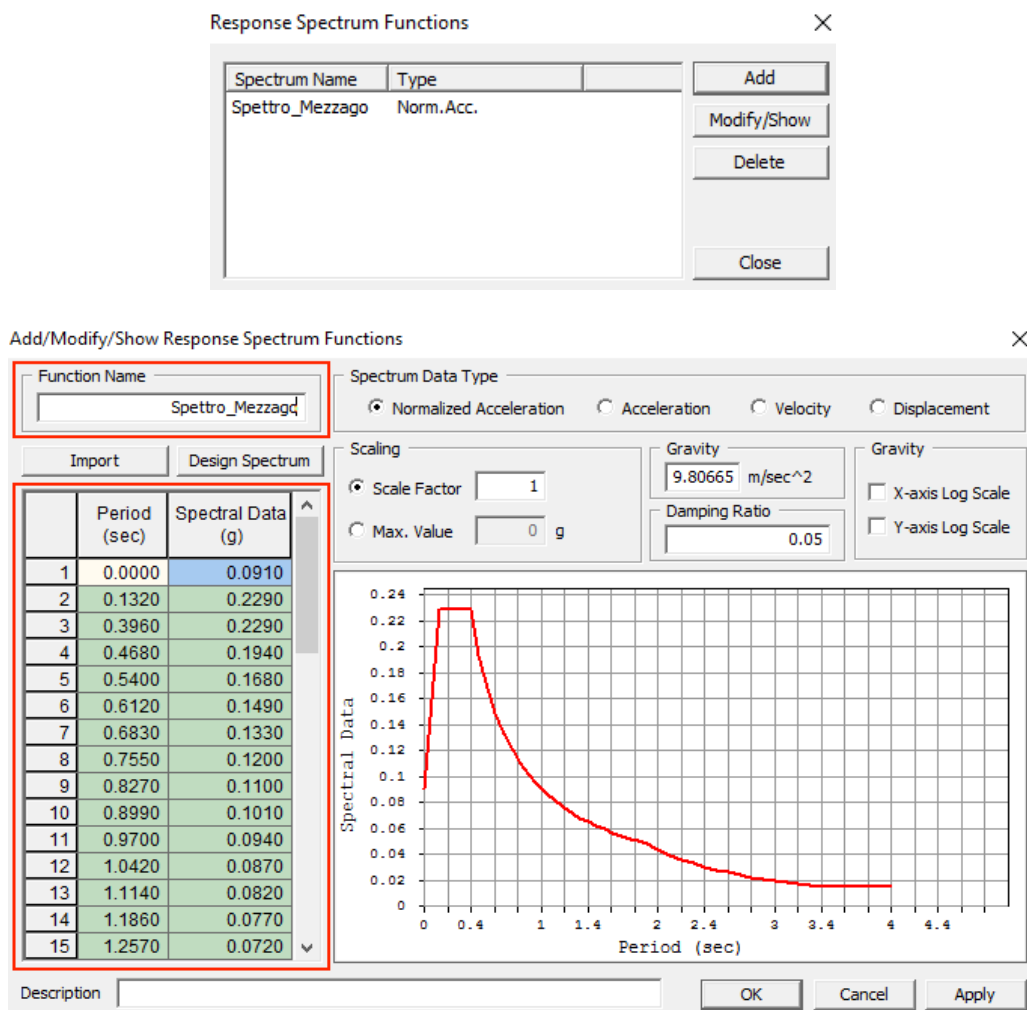 Response Spectrum Functions
Spectrum Name Type
Spettro_Mezzago Norm.Acc.
Add
Modify/Show
Delete
Close
Add/Modify/Show Response Spectrum Functions
Function Name
Spettro_Mezzago
Import Design Spectrum
Spectrum Data Type
Normalized Acceleration Acceleration Velocity Displacement
Scaling
Scale Factor 1
Max. Value 0 g
Gravity
9.80665 m/sec^2
Damping Ratio
0.05
Gravity
X-axis Log Scale
Y-axis Log Scale
Period (sec) Spectral Data (g)
1 0.0000 0.0910
2 0.1320 0.2290
3 0.3960 0.2290
4 0.4680 0.1940
5 0.5400 0.1680
6 0.6120 0.1490
7 0.6830 0.1330
8 0.7550 0.1200
9 0.8270 0.1100
10 0.8990 0.1010
11 0.9700 0.0940
12 1.0420 0.0870
13 1.1140 0.0820
14 1.1860 0.0770
15 1.2570 0.0720
Spectral Data
0.24
0.22
0.2
0.18
0.16
0.14
0.12
0.1
0.08
0.06
0.04
0.02
0
0 0.4 1 1.4 2 2.4 3 3.4 4 4.4
Period (sec)
Description
OK Cancel Apply